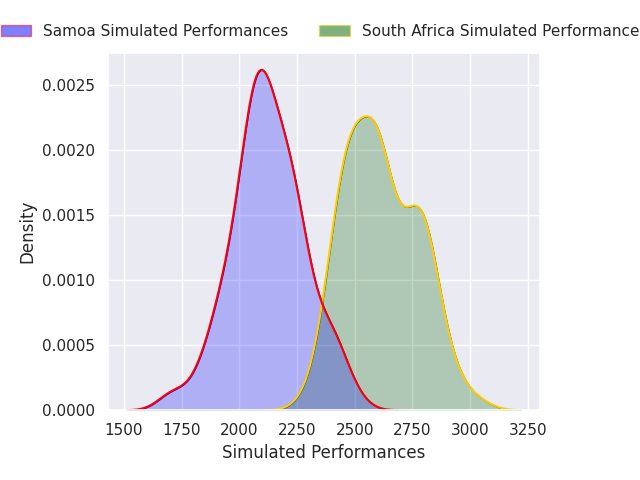 Samoa Simulated Performances South Africa Simulated Performance
0.0025
0.0020
0.0015
0.0010
0.0005
0.0000
Density
1500 1750 2000 2250 2500 2750 3000 3250
Simulated Performances